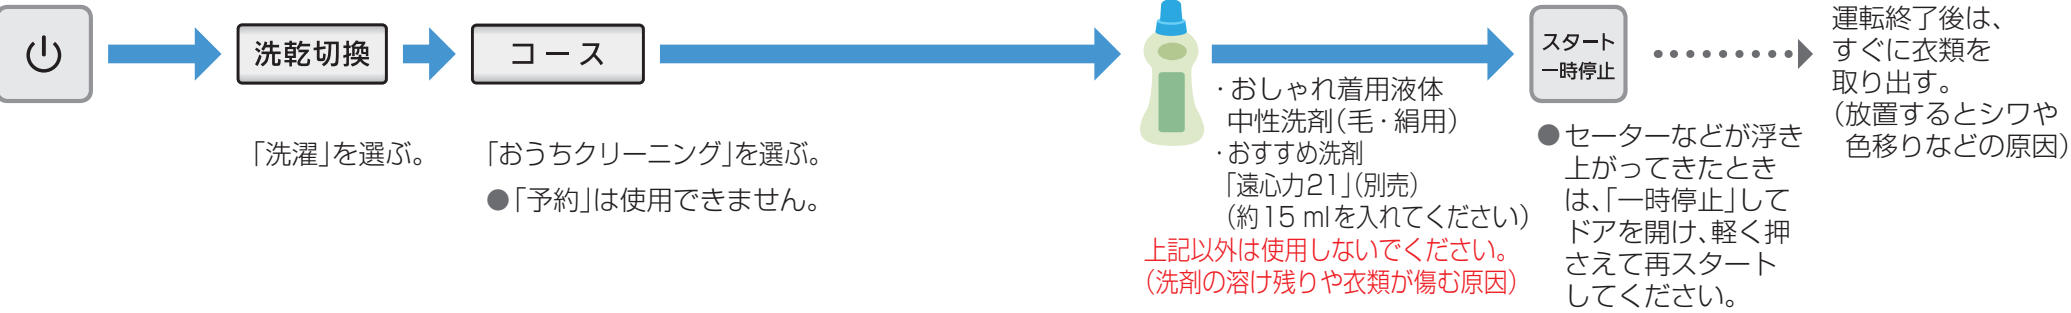 洗乾切換
「洗濯」を選ぶ。
コース
「おうちクリーニング」を選ぶ。
●「予約」は使用できません。
・おしゃれ着用液体
中性洗剤(毛・絹用)
・おすすめ洗剤
「遠心力21」(別売)
(約15 mlを入れてください)
上記以外は使用しないでください。
(洗剤の溶け残りや衣類が傷む原因)
スタート
一時停止
●セーターなどが浮き
上がってきたとき
は、「一時停止」して
ドアを開け、軽く押
さえて再スタート
してください。
運転終了後は、
すぐに衣類を
取り出す。
(放置するとシワや
色移りなどの原因)